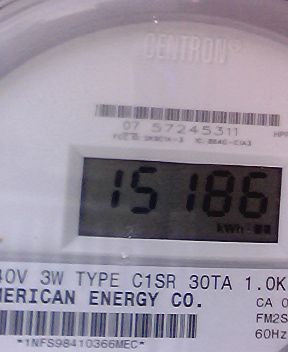 CENTRON®
07 57245311
15186
kWh
40V 3W TYPE C1SR 30TA 1.0K
MERICAN ENERGY CO.
CA 0
FM2S
60Hz
*1NFS98410366MEC*